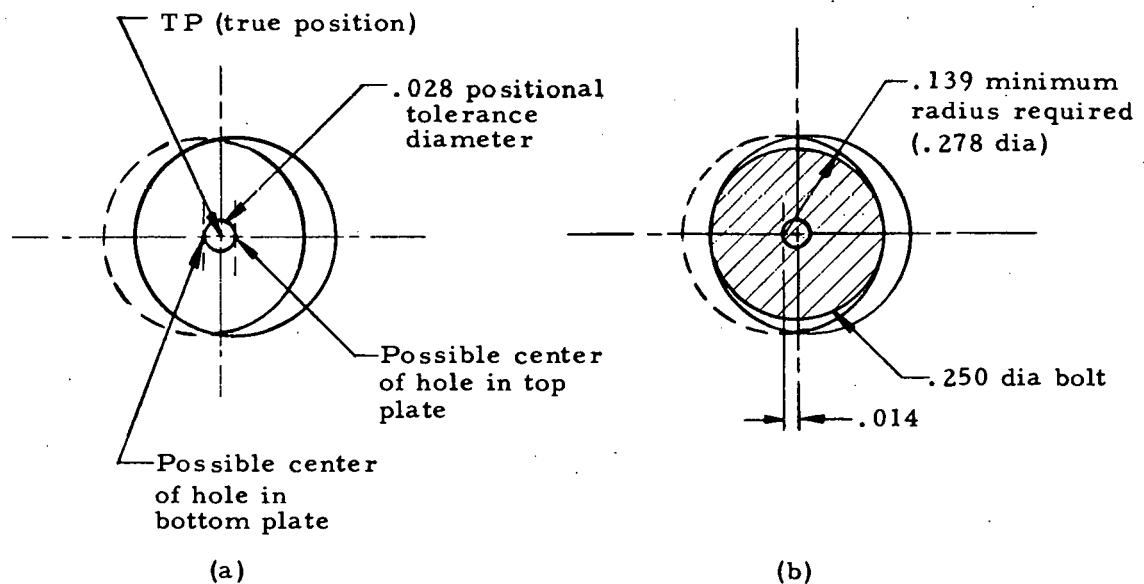 TP (true position)
.028 positional
tolerance
diameter
Possible center
of hole in top
plate
Possible center
of hole in
bottom plate
(a)
.139 minimum
radius required
(.278 dia)
.250 dia bolt
.014
(b)